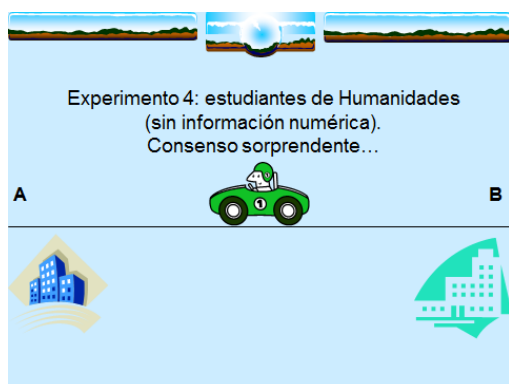 Experimento 4: estudiantes de Humanidades
(sin información numérica).
Consenso sorprendente…
A
B
1